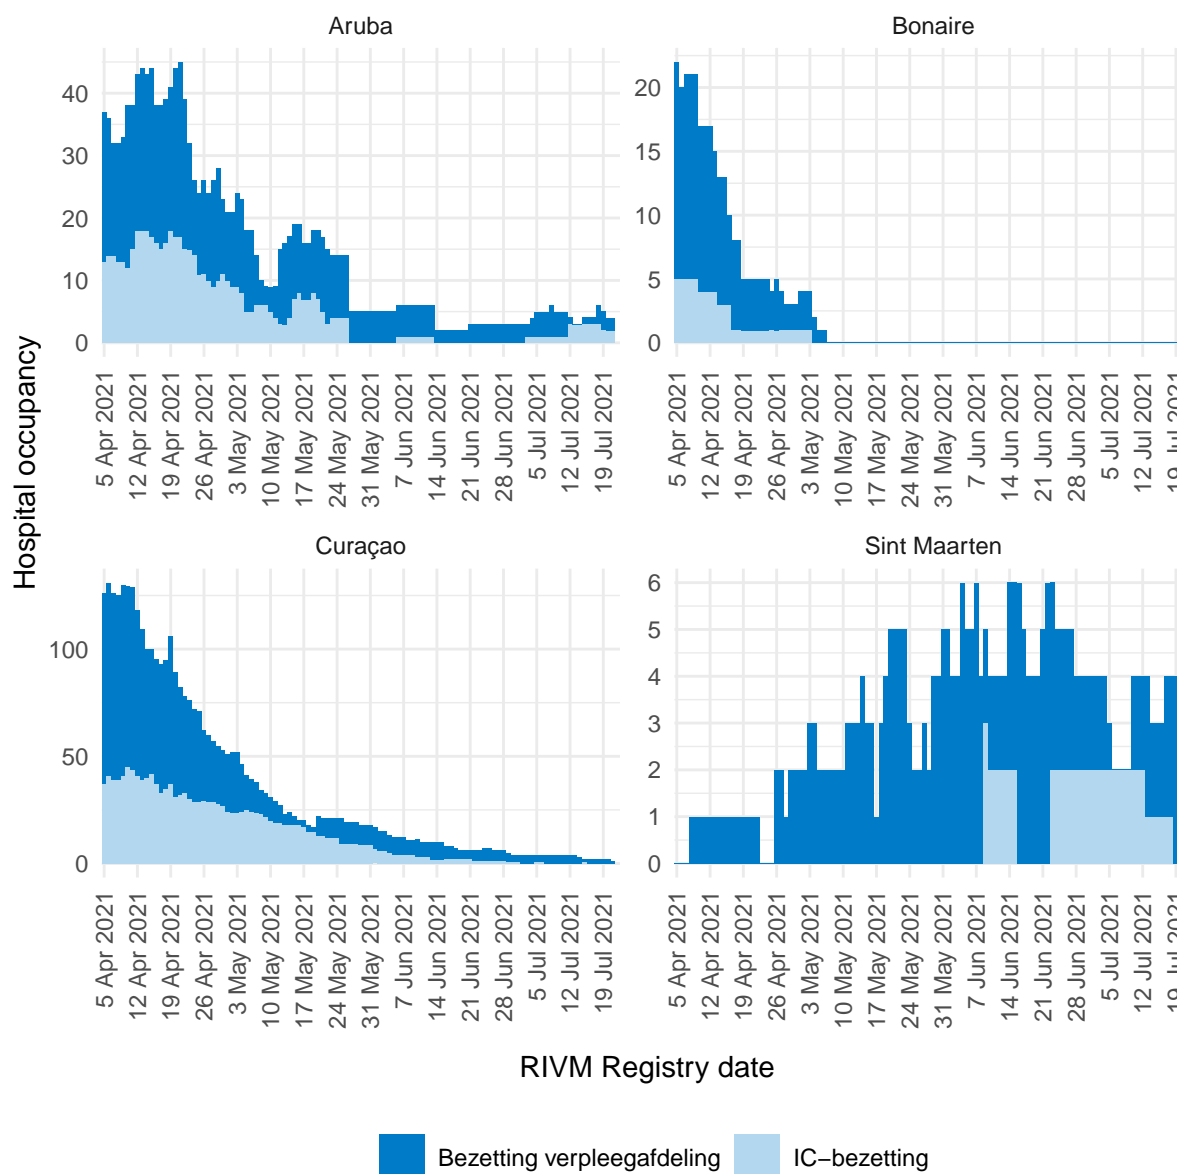 Aruba
Bonaire
40
30
20
10
0
20
15
10
5
0
5 Apr 2021
12 Apr 2021
19 Apr 2021
26 Apr 2021
3 May 2021
10 May 2021
17 May 2021
24 May 2021
31 May 2021
7 Jun 2021
14 Jun 2021
21 Jun 2021
28 Jun 2021
5 Jul 2021
12 Jul 2021
19 Jul 2021
5 Apr 2021
12 Apr 2021
19 Apr 2021
26 Apr 2021
3 May 2021
10 May 2021
17 May 2021
24 May 2021
31 May 2021
7 Jun 2021
14 Jun 2021
21 Jun 2021
28 Jun 2021
5 Jul 2021
12 Jul 2021
19 Jul 2021
Hospital occupancy
Curaçao
Sint Maarten
100
50
0
6
5
4
3
2
1
0
5 Apr 2021
12 Apr 2021
19 Apr 2021
26 Apr 2021
3 May 2021
10 May 2021
17 May 2021
24 May 2021
31 May 2021
7 Jun 2021
14 Jun 2021
21 Jun 2021
28 Jun 2021
5 Jul 2021
12 Jul 2021
19 Jul 2021
5 Apr 2021
12 Apr 2021
19 Apr 2021
26 Apr 2021
3 May 2021
10 May 2021
17 May 2021
24 May 2021
31 May 2021
7 Jun 2021
14 Jun 2021
21 Jun 2021
28 Jun 2021
5 Jul 2021
12 Jul 2021
19 Jul 2021
RIVM Registry date
Bezetting verpleegafdeling
IC−bezetting